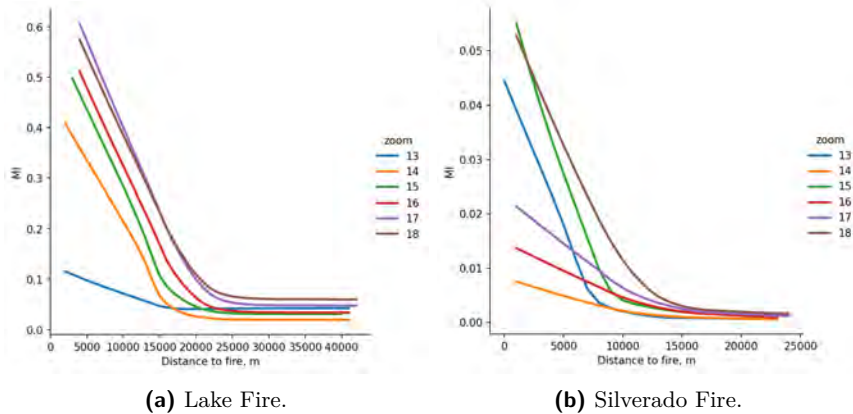 0.6
0.5
0.4
0.3
0.2
0.1
0.0
MI
0 5000 10000 15000 20000 25000 30000 35000 40000
Distance to fire, m
zoom
13
14
15
16
17
18
(a) Lake Fire.
0.05
0.04
0.03
0.02
0.01
0.00
MI
0 5000 10000 15000 20000 25000
Distance to fire, m
zoom
13
14
15
16
17
18
(b) Silverado Fire.